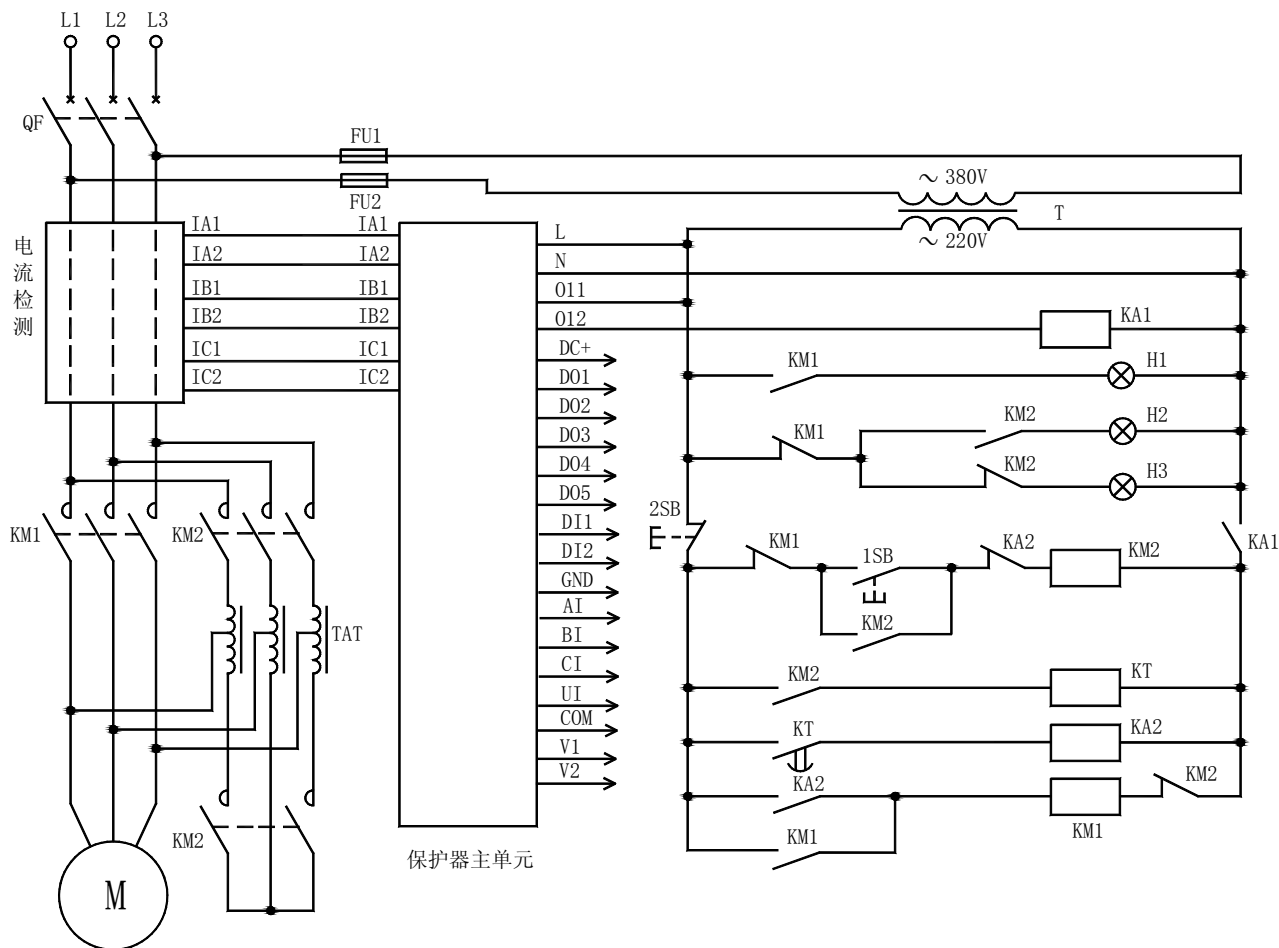 L1 L2 L3
QF
FU1
FU2
～380V
T
～220V
电流检测
IA1 IA1
IA2 IA2
IB1 IB1
IB2 IB2
IC1 IC1
IC2 IC2
L
N
O11
O12
DC+
DO1
DO2
DO3
DO4
DO5
DI1
DI2
GND
AI
BI
CI
UI
COM
V1
V2
KA1
KM1 H1
KM1 KM2 H2
KM2 H3
KM1 KM2
2SB
KM1 1SB KA2 KM2 KA1
KM2
TAT
KM2 KT
KT KA2
KA2 KM2
KM1
KM1
KM2
M
保护器主单元